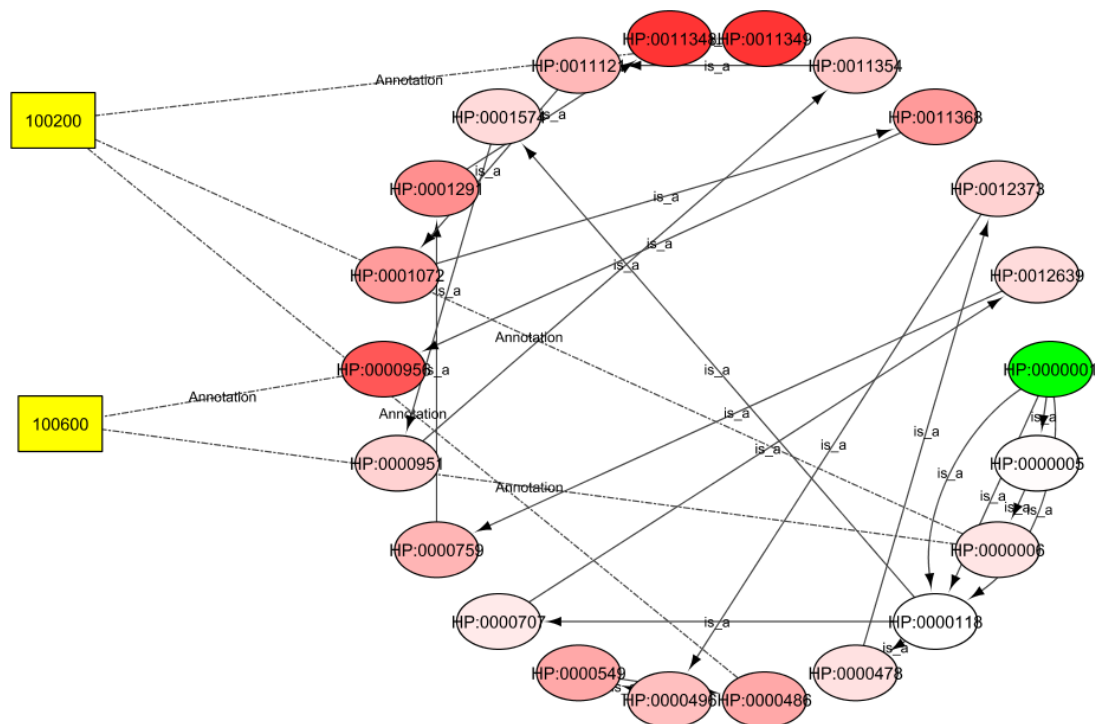 HP:0011348
HP:0011349
HP:0011121
is_a
HP:0011354
Annotation
100200
HP:0001574
is_a
HP:0011368
is_a
HP:0001291
HP:0012373
is_a
is_a
HP:0001072
is_a
HP:0012639
is_a
Annotation
HP:0000956
is_a
is_a
HP:0000001
Annotation
100600
Annotation
is_a
is_a
is_a
HP:0000951
is_a
is_a
HP:0000005
Annotation
is_a
is_a
is_a
HP:0000759
HP:0000006
HP:0000707
is_a
HP:0000118
is_a
HP:0000549
HP:0000478
HP:0000496
HP:0000486